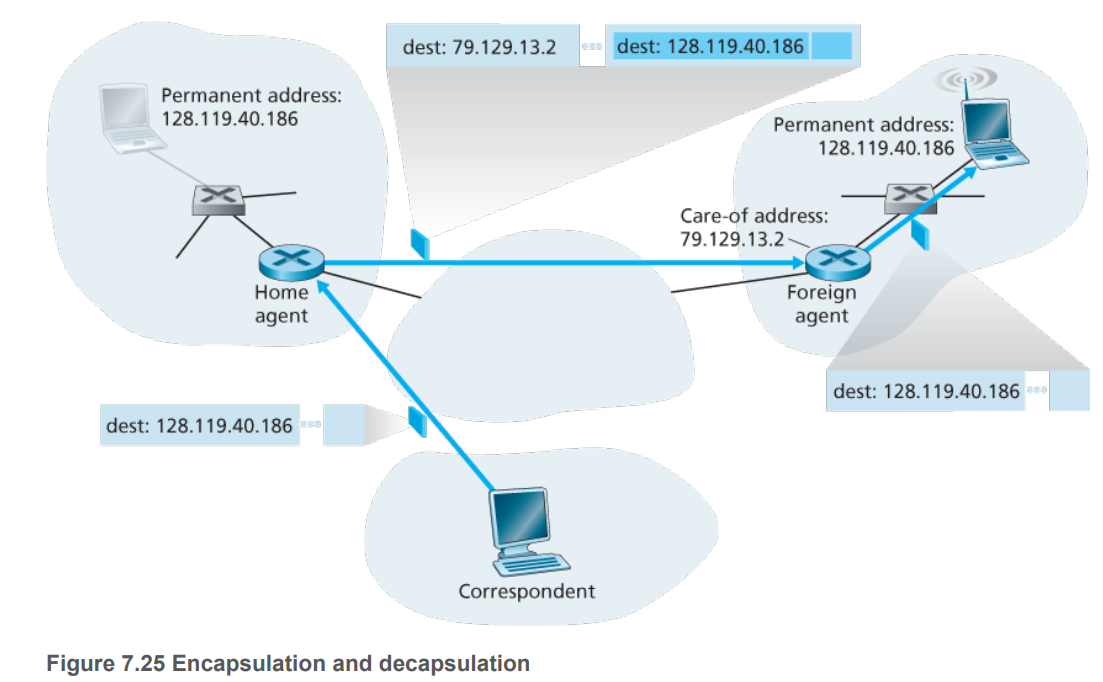 dest: 79.129.13.2
dest: 128.119.40.186
Permanent address:
128.119.40.186
Permanent address:
128.119.40.186
Care-of address:
79.129.13.2
Home
agent
Foreign
agent
dest: 128.119.40.186
dest: 128.119.40.186
Correspondent
Figure 7.25 Encapsulation and decapsulation